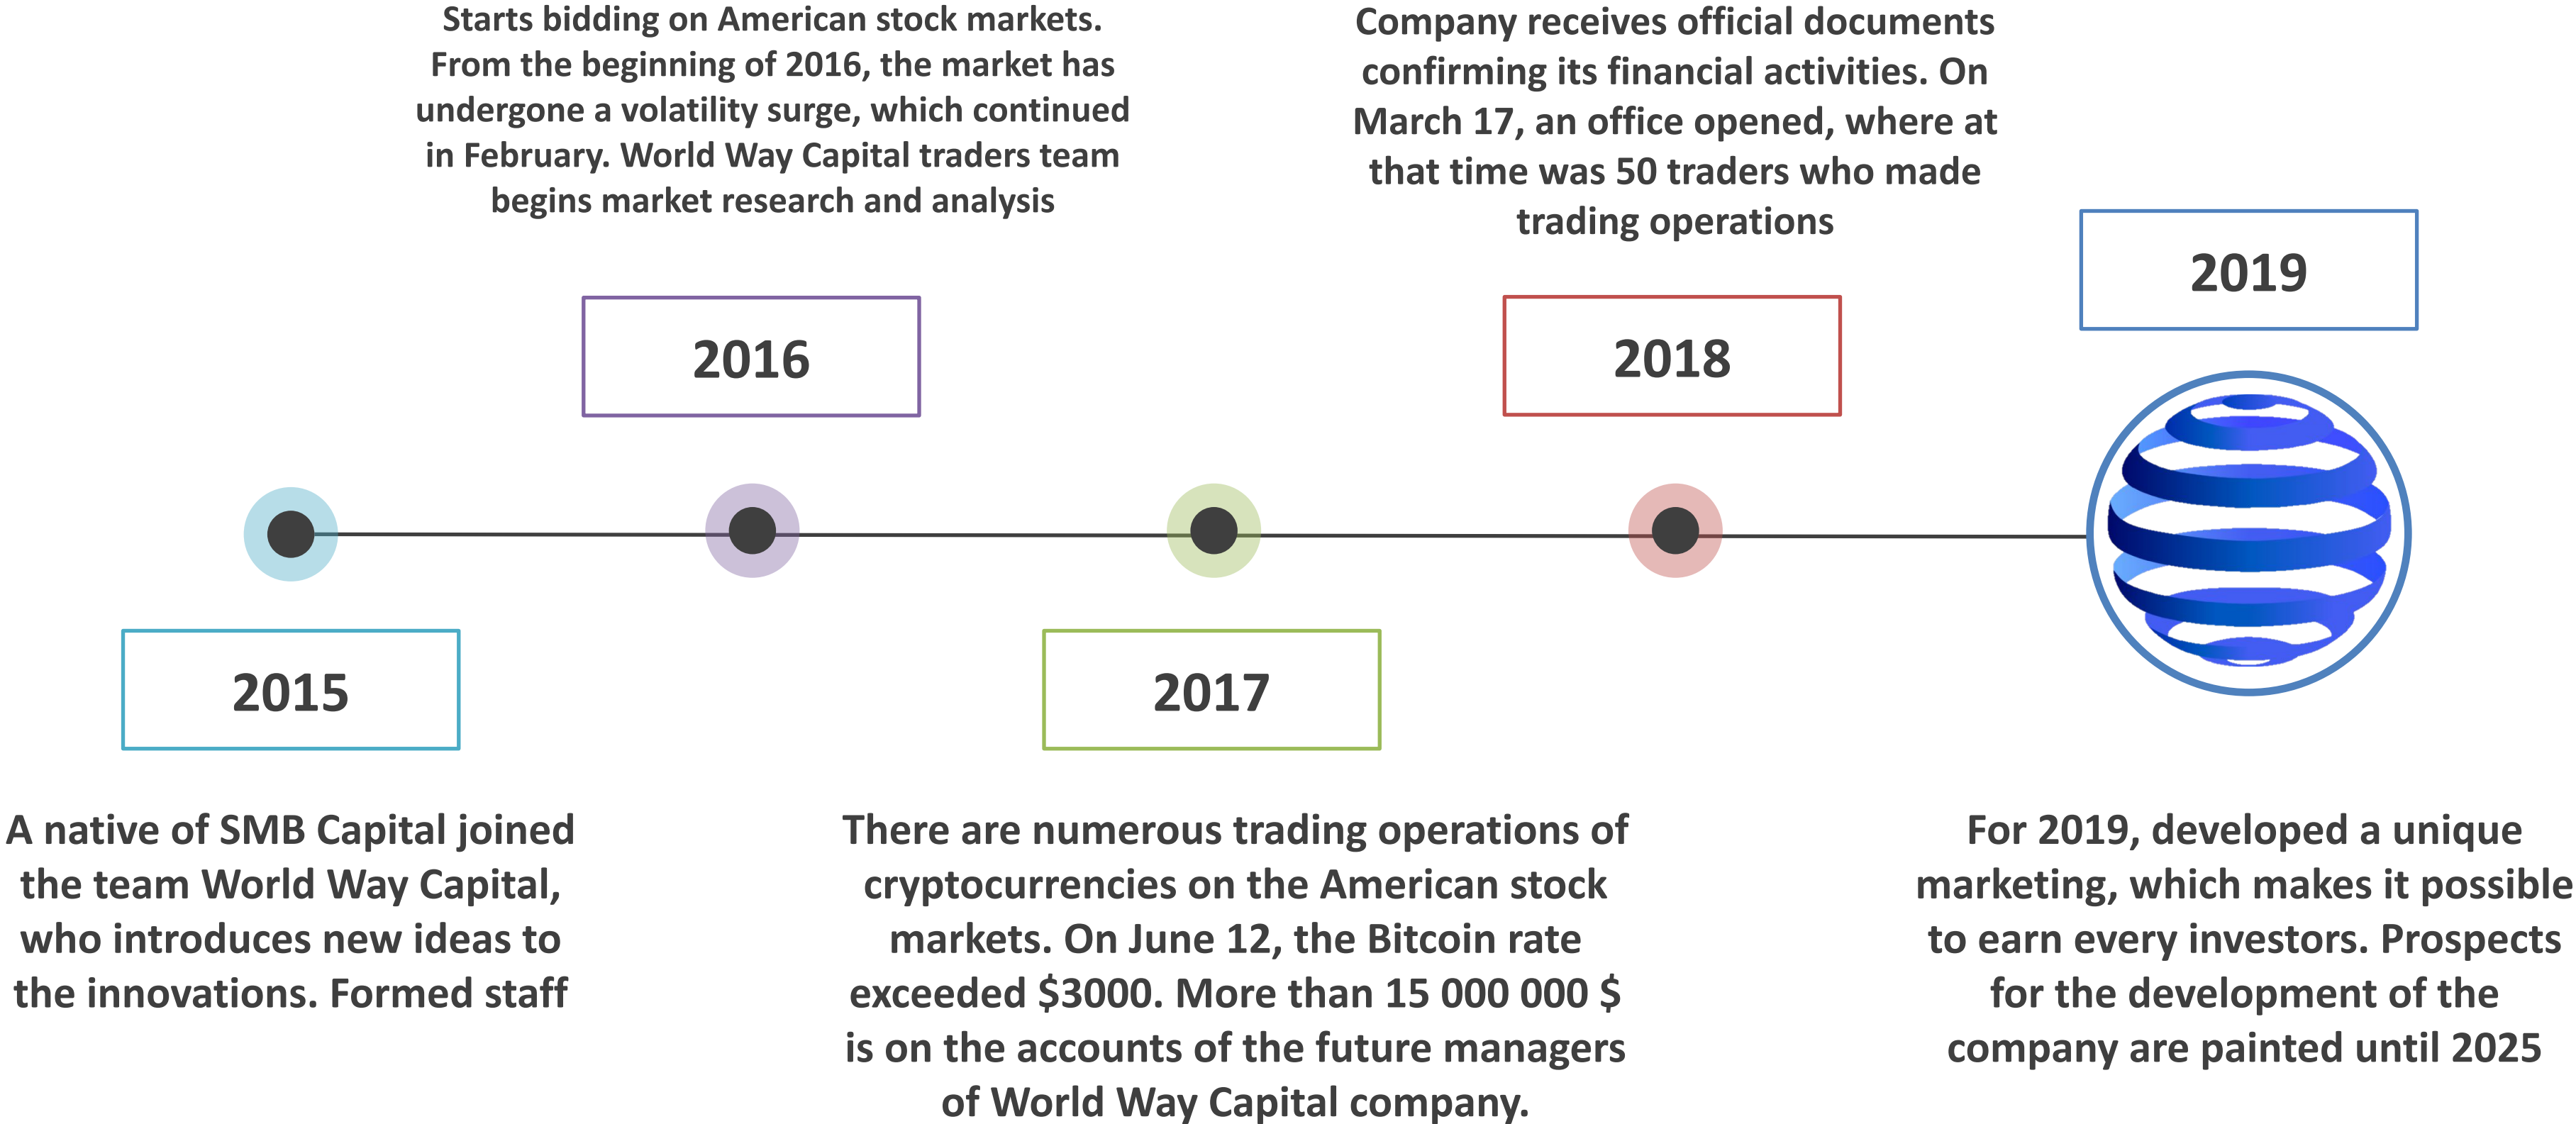 Starts bidding on American stock markets.
From the beginning of 2016, the market has
undergone a volatility surge, which continued
in February. World Way Capital traders team
begins market research and analysis
Company receives official documents
confirming its financial activities. On
March 17, an office opened, where at
that time was 50 traders who made
trading operations
2019
2016
2018
2015
2017
A native of SMB Capital joined
the team World Way Capital,
who introduces new ideas to
the innovations. Formed staff
There are numerous trading operations of
cryptocurrencies on the American stock
markets. On June 12, the Bitcoin rate
exceeded $3000. More than 15 000 000 $
is on the accounts of the future managers
of World Way Capital company.
For 2019, developed a unique
marketing, which makes it possible
to earn every investors. Prospects
for the development of the
company are painted until 2025